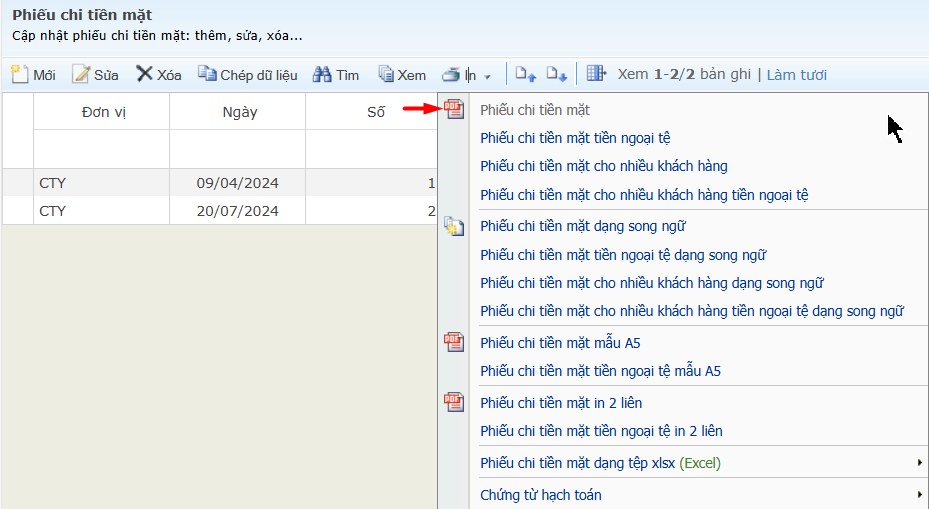 Phiếu chi tiền mặt
Cập nhật phiếu chi tiền mặt: thêm, sửa, xóa...
Mới Sửa Xóa Chép dữ liệu Tìm Xem In Xem 1-2/2 bản ghi | Làm tươi
Đơn vị Ngày Số
CTY 09/04/2024 1
CTY 20/07/2024 2
PDF Phiếu chi tiền mặt
Phiếu chi tiền mặt tiền ngoại tệ
Phiếu chi tiền mặt cho nhiều khách hàng
Phiếu chi tiền mặt cho nhiều khách hàng tiền ngoại tệ
Phiếu chi tiền mặt dạng song ngữ
Phiếu chi tiền mặt tiền ngoại tệ dạng song ngữ
Phiếu chi tiền mặt cho nhiều khách hàng dạng song ngữ
Phiếu chi tiền mặt cho nhiều khách hàng tiền ngoại tệ dạng song ngữ
PDF Phiếu chi tiền mặt mẫu A5
Phiếu chi tiền mặt tiền ngoại tệ mẫu A5
PDF Phiếu chi tiền mặt in 2 liên
Phiếu chi tiền mặt tiền ngoại tệ in 2 liên
Phiếu chi tiền mặt dạng tệp xlsx (Excel)
Chứng từ hạch toán